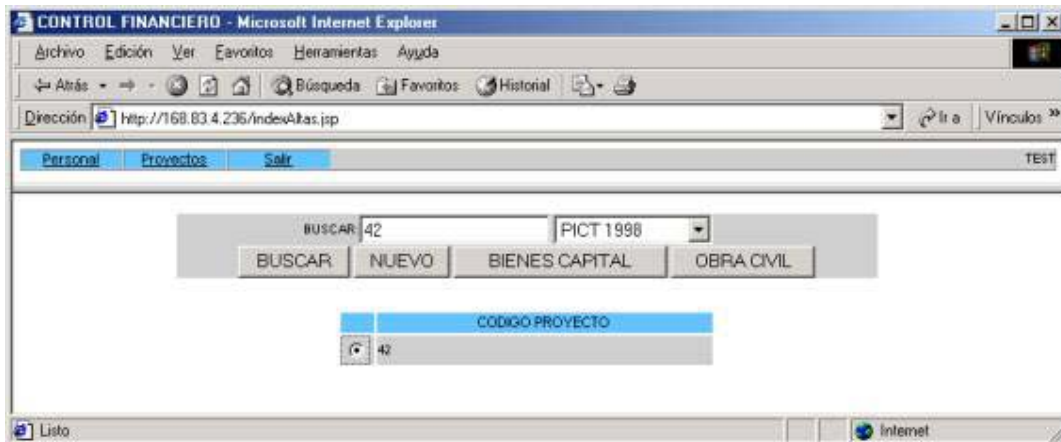 CONTROL FINANCIERO - Microsoft Internet Explorer
Archivo Edición Ver Favoritos Herramientas Ayuda
Atrás Búsqueda Favoritos Historial
Dirección http://168.83.4.236/indexAltas.jsp Ir a Vínculos »
Personal Proyectos Salir TEST
BUSCAR 42 PICT 1998
BUSCAR NUEVO BIENES CAPITAL OBRA CIVIL
CODIGO PROYECTO
42
Listo Internet